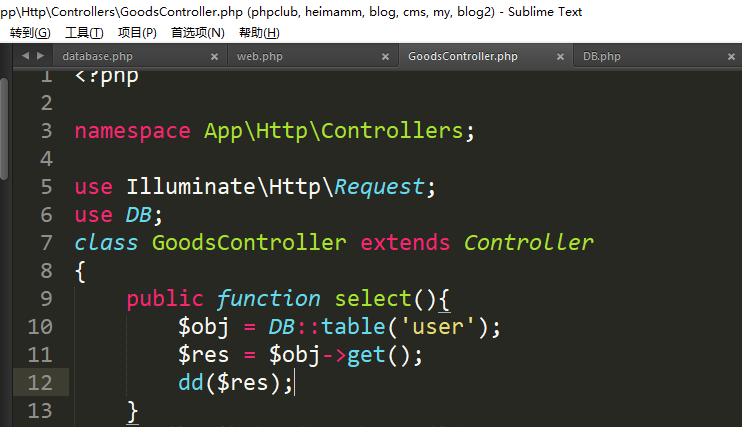 pp\Http\Controllers\GoodsController.php (phpclub, heimamm, blog, cms, my, blog2) - Sublime Text
转到(G) 工具(T) 项目(P) 首选项(N) 帮助(H)
database.php × web.php × GoodsController.php × DB.php
1 <?php
2
3 namespace App\Http\Controllers;
4
5 use Illuminate\Http\Request;
6 use DB;
7 class GoodsController extends Controller
8 {
9 public function select(){
10 $obj = DB::table('user');
11 $res = $obj->get();
12 dd($res);
13 }